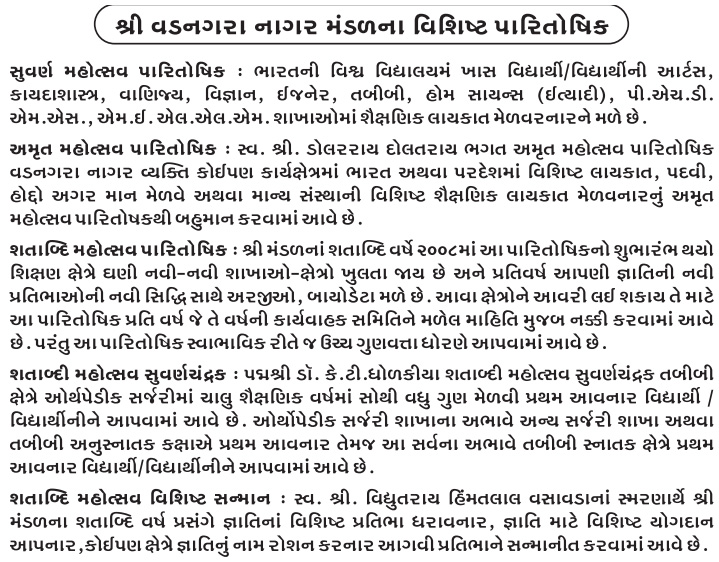 શ્રી વડનગરા નાગર મંડળના વિશિષ્ટ પારિતોષિક
સુવર્ણ મહોત્સવ પારિતોષિક : ભારતની વિશ્વ વિદ્યાલયમં ખાસ વિદ્યાર્થી/વિદ્યાર્થીની આર્ટસ,
કાયદાશાસ્ત્ર, વાણિજ્ય, વિજ્ઞાન, ઈજનેર, તબીબી, હોમ સાયન્સ (ઈત્યાદી), પી.એચ.ડી.
એમ.એસ., એમ.ઈ. એલ.એલ.એમ. શાખાઓમાં શૈક્ષણિક લાયકાત મેળવરનારને મળે છે.
અમૃત મહોત્સવ પારિતોષિક : સ્વ. શ્રી. ડોલરરાય દોલતરાય ભગત અમૃત મહોત્સવ પારિતોષિક
વડનગરા નાગર વ્યક્તિ કોઈપણ કાર્યક્ષેત્રમાં ભારત અથવા પરદેશમાં વિશિષ્ટ લાયકાત, પદવી,
હોદ્દો અગર માન મેળવે અથવા માન્ય સંસ્થાની વિશિષ્ટ શૈક્ષણિક લાયકાત મેળવનારનું અમૃત
મહોત્સવ પારિતોષકથી બહુમાન કરવામાં આવે છે.
શતાબ્દિ મહોત્સવ પારિતોષિક : શ્રી મંડળનાં શતાબ્દિ વર્ષે ૨૦૦૮માં આ પારિતોષિકનો શુભારંભ થયો
શિક્ષણ ક્ષેત્રે ઘણી નવી-નવી શાખાઓ-ક્ષેત્રો ખુલતા જાય છે અને પ્રતિવર્ષ આપણી જ્ઞાતિની નવી
પ્રતિભાઓની નવી સિદ્ધિ સાથે અરજીઓ, બાયોડેટા મળે છે. આવા ક્ષેત્રોને આવરી લઈ શકાય તે માટે
આ પારિતોષિક પ્રતિ વર્ષ જે તે વર્ષની કાર્યવાહક સમિતિને મળેલ માહિતિ મુજબ નક્કી કરવામાં આવે
છે. પરંતુ આ પારિતોષિક સ્વાભાવિક રીતે જ ઉચ્ચ ગુણવત્તા ધોરણે આપવામાં આવે છે.
શતાબ્દી મહોત્સવ સુવર્ણચંદ્રક : પદ્મશ્રી ડૉ. કે.ટી.ધોળકીયા શતાબ્દી મહોત્સવ સુવર્ણચંદ્રક તબીબી
ક્ષેત્રે ઓર્થપેડીક સર્જરીમાં ચાલુ શૈક્ષણિક વર્ષમાં સોથી વધુ ગુણ મેળવી પ્રથમ આવનાર વિદ્યાર્થી /
વિદ્યાર્થીનીને આપવામાં આવે છે. ઓર્થોપેડીક સર્જરી શાખાના અભાવે અન્ય સર્જરી શાખા અથવા
તબીબી અનુસ્નાતક કક્ષાએ પ્રથમ આવનાર તેમજ આ સર્વના અભાવે તબીબી સ્નાતક ક્ષેત્રે પ્રથમ
આવનાર વિદ્યાર્થી/વિદ્યાર્થીનીને આપવામાં આવે છે.
શતાબ્દિ મહોત્સવ વિશિષ્ટ સન્માન : સ્વ. શ્રી. વિદ્યુતરાય હિંમતલાલ વસાવડાનાં સ્મરણાર્થે શ્રી
મંડળના શતાબ્દિ વર્ષ પ્રસંગે જ્ઞાતિનાં વિશિષ્ટ પ્રતિભા ધરાવનાર, જ્ઞાતિ માટે વિશિષ્ટ યોગદાન
આપનાર,કોઈપણ ક્ષેત્રે જ્ઞાતિનું નામ રોશન કરનાર આગવી પ્રતિભાને સન્માનીત કરવામાં આવે છે.